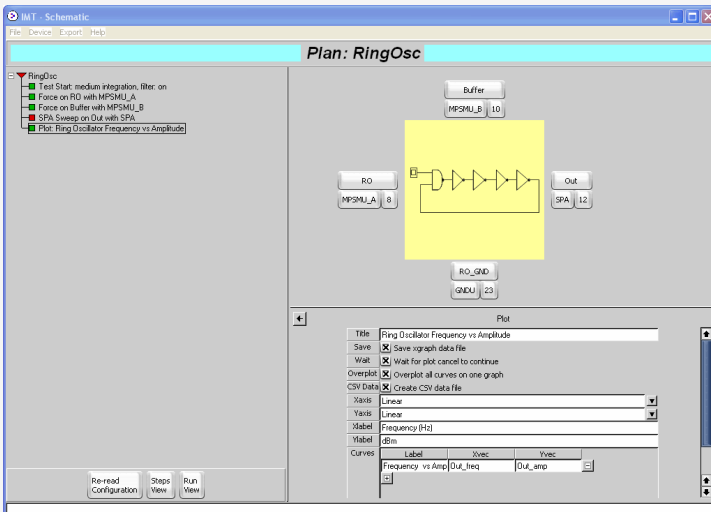 IMT - Schematic
File Device Export Help
Plan: RingOsc
RingOsc
Test Start: medium integration, filter: on
Force on RO with MPSMU_A
Force on Buffer with MPSMU_B
SPA Sweep on Out with SPA
Plot: Ring Oscillator Frequency vs Amplitude
Buffer
MPSMU_B 10
RO
MPSMU_A 8
Out
SPA 12
RO_GND
GNDU 23
Plot
Title Ring Oscillator Frequency vs Amplitude
Save Save xgraph data file
Wait Wait for plot cancel to continue
Overplot Overplot all curves on one graph
CSV Data Create CSV data file
Xaxis Linear
Yaxis Linear
Xlabel Frequency (Hz)
Ylabel dBm
Curves Label Xvec Yvec
Frequency vs Amp Out_freq Out_amp
Re-read Configuration
Steps View
Run View